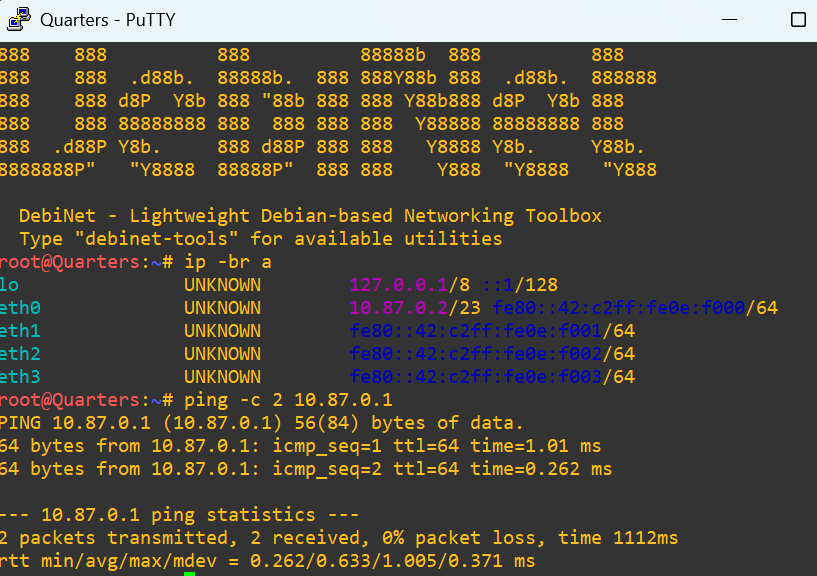 Quarters - PuTTY
888    888          888          88888b  888          888
888    888  .d88b.  88888b.  888 888Y88b 888  .d88b.  888888
888    888 d8P  Y8b 888 "88b 888 888 Y88b888 d8P  Y8b 888
888    888 88888888 888  888 888 888  Y88888 88888888 888
888  .d88P Y8b.     888 d88P 888 888   Y8888 Y8b.     Y88b.
8888888P"   "Y8888  88888P"  888 888    Y888  "Y8888   "Y888
DebiNet - Lightweight Debian-based Networking Toolbox
Type "debinet-tools" for available utilities
root@Quarters:~# ip -br a
lo               UNKNOWN        127.0.0.1/8 ::1/128
eth0             UNKNOWN        10.87.0.2/23 fe80::42:c2ff:fe0e:f000/64
eth1             UNKNOWN        fe80::42:c2ff:fe0e:f001/64
eth2             UNKNOWN        fe80::42:c2ff:fe0e:f002/64
eth3             UNKNOWN        fe80::42:c2ff:fe0e:f003/64
root@Quarters:~# ping -c 2 10.87.0.1
PING 10.87.0.1 (10.87.0.1) 56(84) bytes of data.
64 bytes from 10.87.0.1: icmp_seq=1 ttl=64 time=1.01 ms
64 bytes from 10.87.0.1: icmp_seq=2 ttl=64 time=0.262 ms
--- 10.87.0.1 ping statistics ---
2 packets transmitted, 2 received, 0% packet loss, time 1112ms
rtt min/avg/max/mdev = 0.262/0.633/1.005/0.371 ms